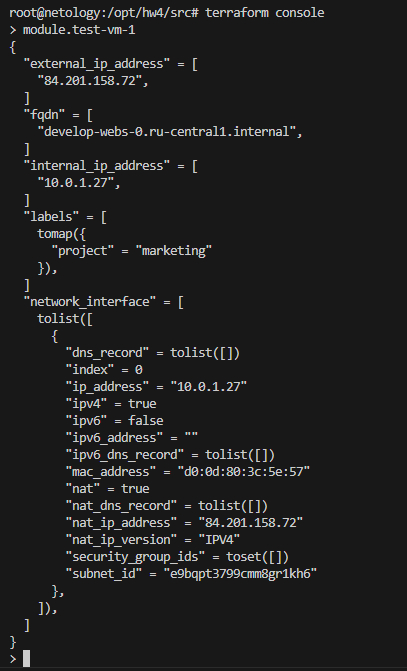 root@netology:/opt/hw4/src# terraform console
> module.test-vm-1
{
  "external_ip_address" = [
    "84.201.158.72",
  ]
  "fqdn" = [
    "develop-webs-0.ru-central1.internal",
  ]
  "internal_ip_address" = [
    "10.0.1.27",
  ]
  "labels" = [
    tomap({
      "project" = "marketing"
    }),
  ]
  "network_interface" = [
    tolist([
      {
        "dns_record" = tolist([])
        "index" = 0
        "ip_address" = "10.0.1.27"
        "ipv4" = true
        "ipv6" = false
        "ipv6_address" = ""
        "ipv6_dns_record" = tolist([])
        "mac_address" = "d0:0d:80:3c:5e:57"
        "nat" = true
        "nat_dns_record" = tolist([])
        "nat_ip_address" = "84.201.158.72"
        "nat_ip_version" = "IPV4"
        "security_group_ids" = toset([])
        "subnet_id" = "e9bqpt3799cmm8gr1kh6"
      },
    ]),
  ]
}
>